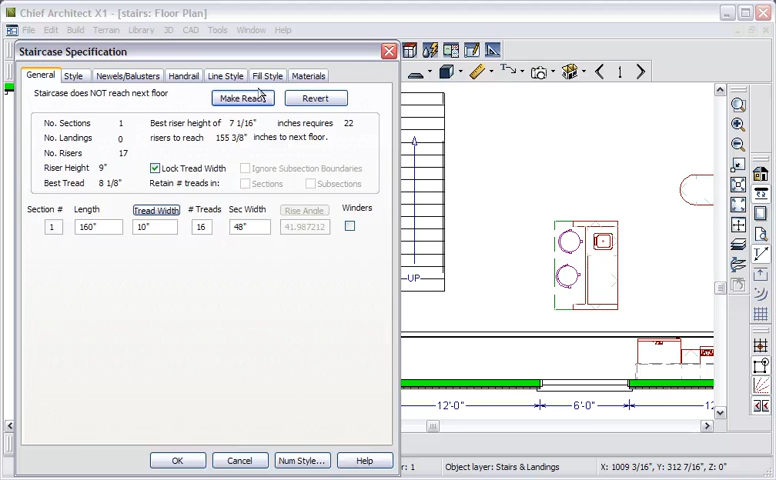 Chief Architect X1 - [stairs: Floor Plan]
File Edit Build Terrain Library 3D CAD Tools Window Help
Staircase Specification
General Style Newels/Balusters Handrail Line Style Fill Style Materials
Staircase does NOT reach next floor
Make Reach Revert
No. Sections 1 Best riser height of 7 1/16" inches requires 22
No. Landings 0 risers to reach 155 3/8" inches to next floor.
No. Risers 17
Riser Height 9" Lock Tread Width Ignore Subsection Boundaries
Best Tread 8 1/8" Retain # treads in: Sections Subsections
Section # Length Tread Width # Treads Sec Width Rise Angle Winders
1 160" 10" 16 48" 41.987212
UP
12'-0" 6'-0"
OK Cancel Num Style... Help
Object layer: Stairs & Landings X: 1009 3/16", Y: 312 7/16", Z: 0"